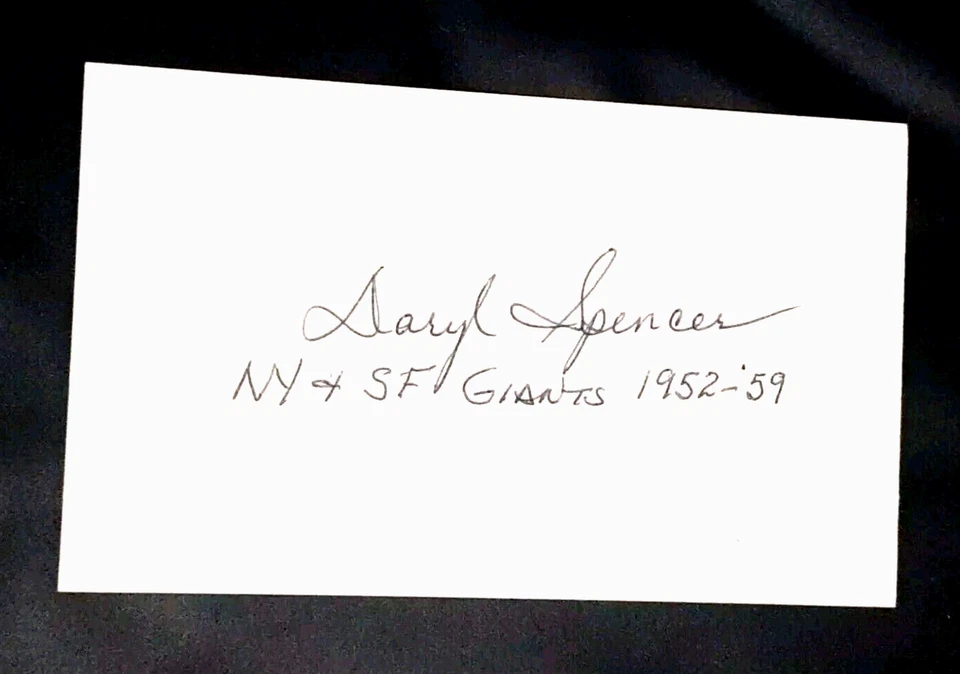 Daryl Spencer
NY & SF GIANTS 1952-'59